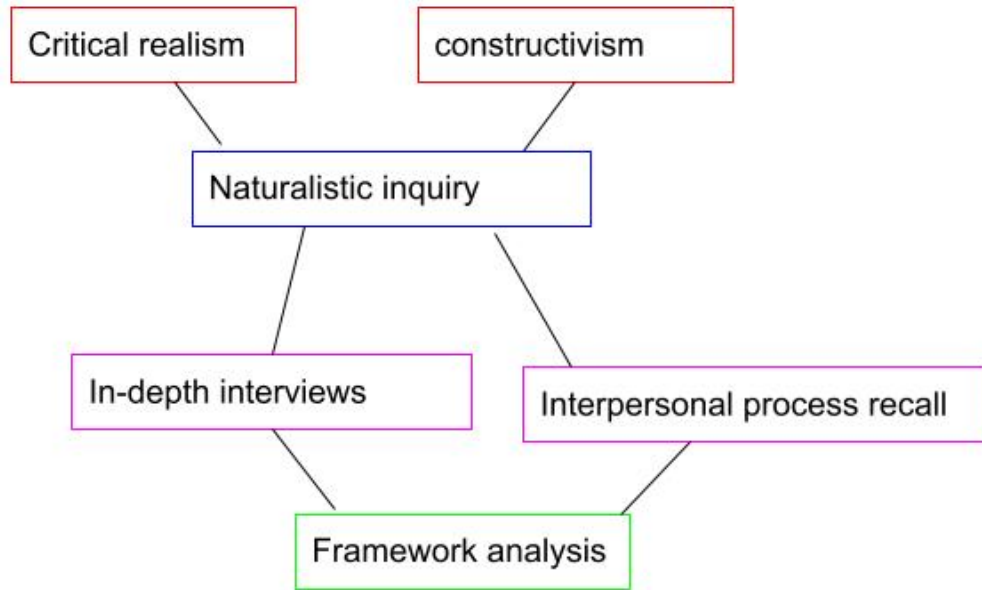 Critical realism
constructivism
Naturalistic inquiry
In-depth interviews
Interpersonal process recall
Framework analysis